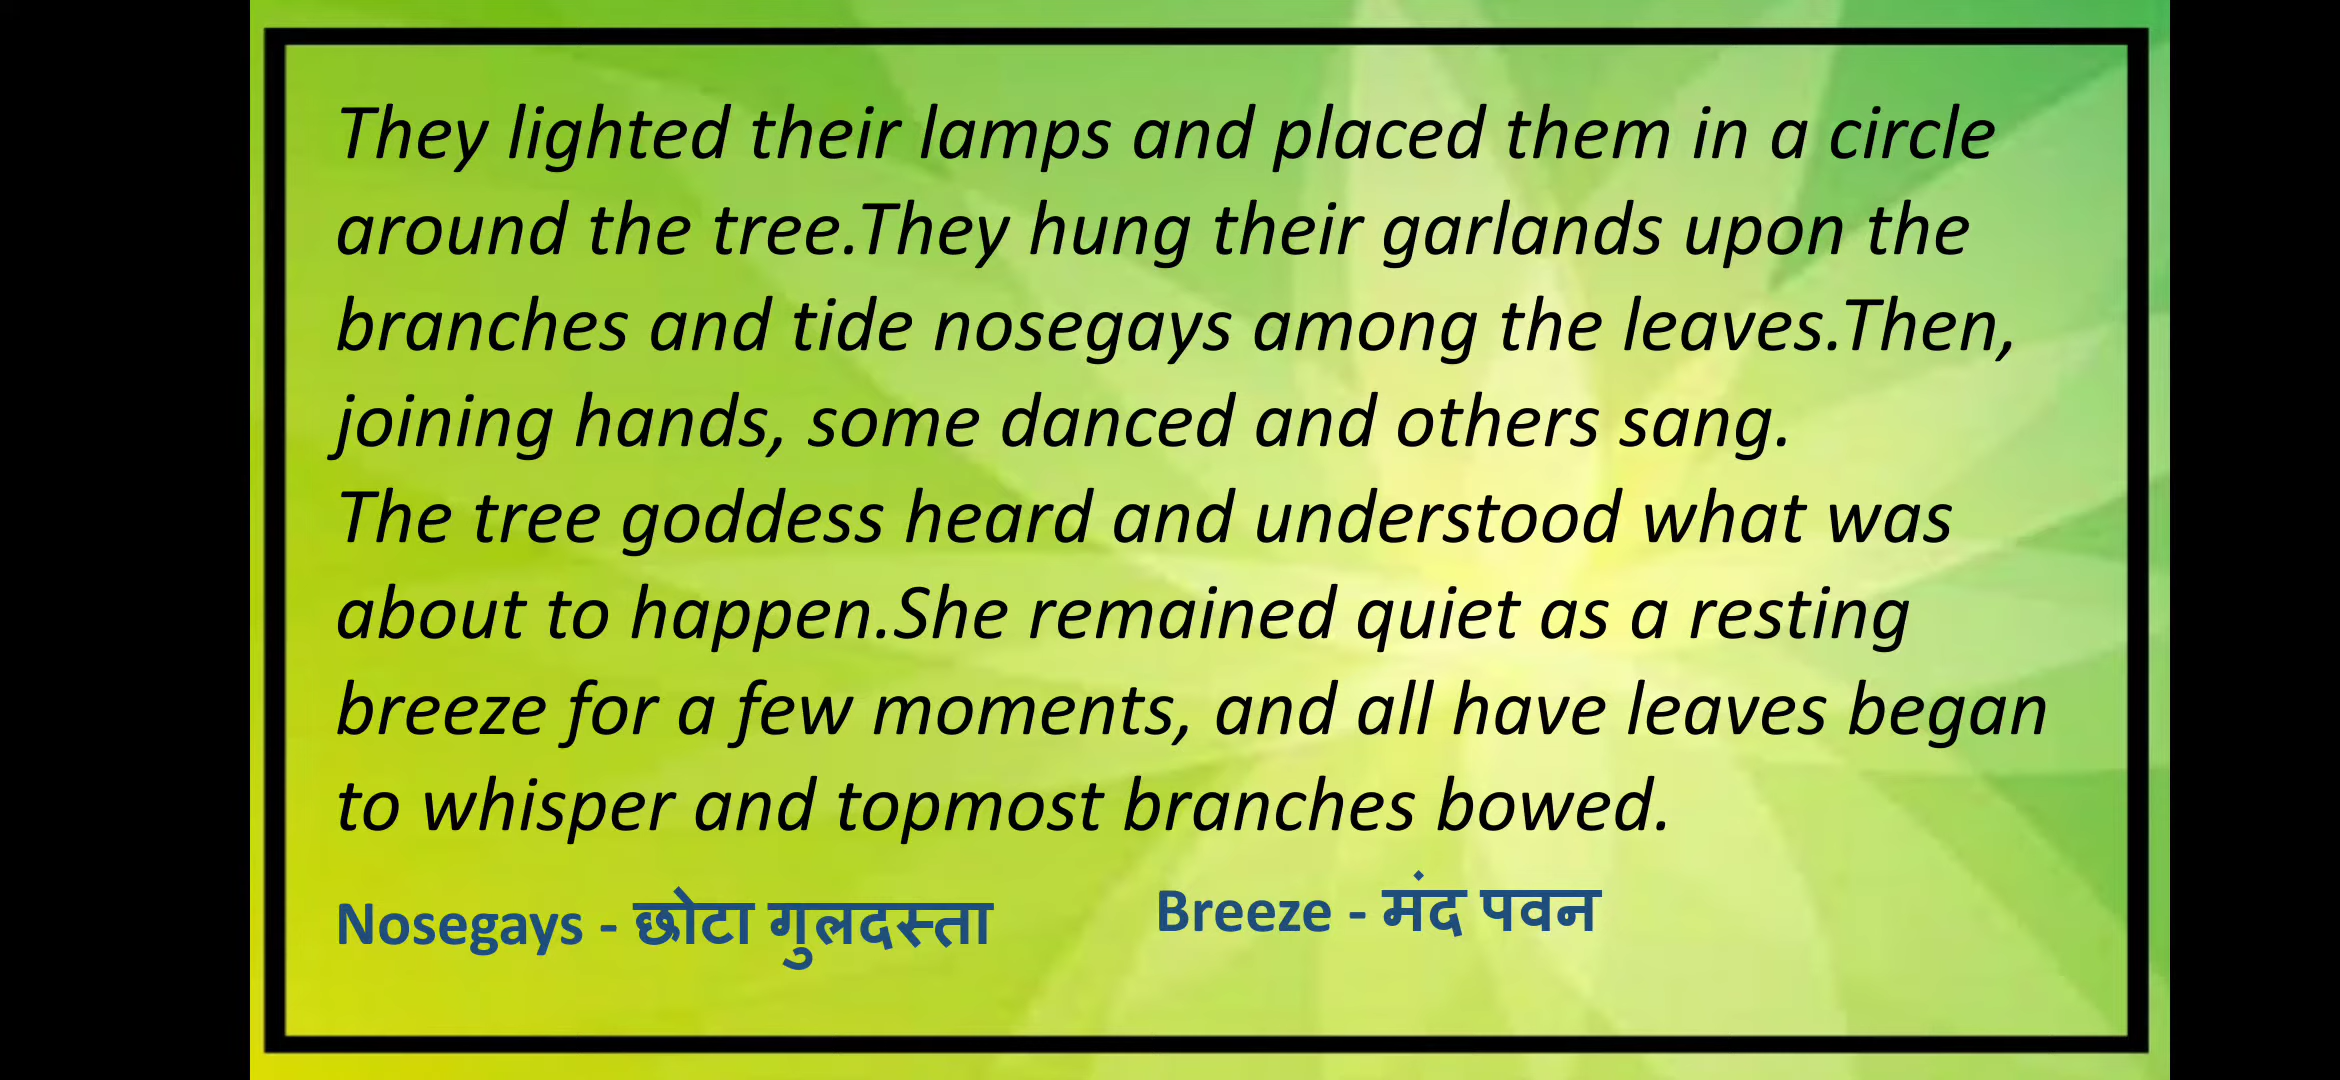 They lighted their lamps and placed them in a circle
around the tree.They hung their garlands upon the
branches and tide nosegays among the leaves.Then,
joining hands, some danced and others sang.
The tree goddess heard and understood what was
about to happen.She remained quiet as a resting
breeze for a few moments, and all have leaves began
to whisper and topmost branches bowed.
Nosegays - छोटा गुलदस्ता
Breeze - मंद पवन